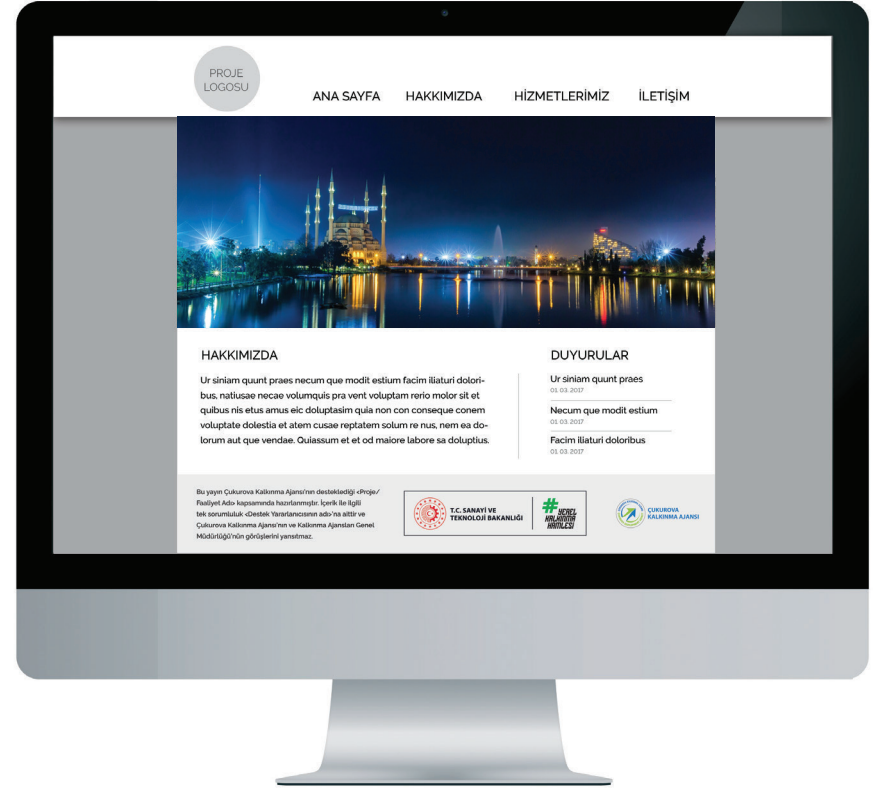 PROJE
LOGOSU
ANA SAYFA HAKKIMIZDA HİZMETLERİMİZ İLETİŞİM
HAKKIMIZDA
Ur siniam quunt praes necum que modit estium facim iliaturi dolori-
bus, natiusae necae volumquis pra vent voluptam rerio molor sit et
quibus nis etus amus eic doluptasim quia non con conseque conem
voluptate dolestia et atem cusae reptatem solum re nus, nem ea do-
lorum aut que vendae. Quiassum et et od maiore labore sa doluptius.
DUYURULAR
Ur siniam quunt praes
01. 03. 2017
Necum que modit estium
01. 03. 2017
Facim iliaturi doloribus
01. 03. 2017
Bu yayın Çukurova Kalkınma Ajansı'nın desteklediği <Proje/
Faaliyet Adı> kapsamında hazırlanmıştır. İçerik ile ilgili
tek sorumluluk <Destek Yararlanıcısının adı>'na aittir ve
Çukurova Kalkınma Ajansı'nın ve Kalkınma Ajansları Genel
Müdürlüğü'nün görüşlerini yansıtmaz.
T.C. SANAYİ VE
TEKNOLOJİ BAKANLIĞI
#YEREL
KALKINMA
HAMLESİ
ÇUKUROVA
KALKINMA AJANSI